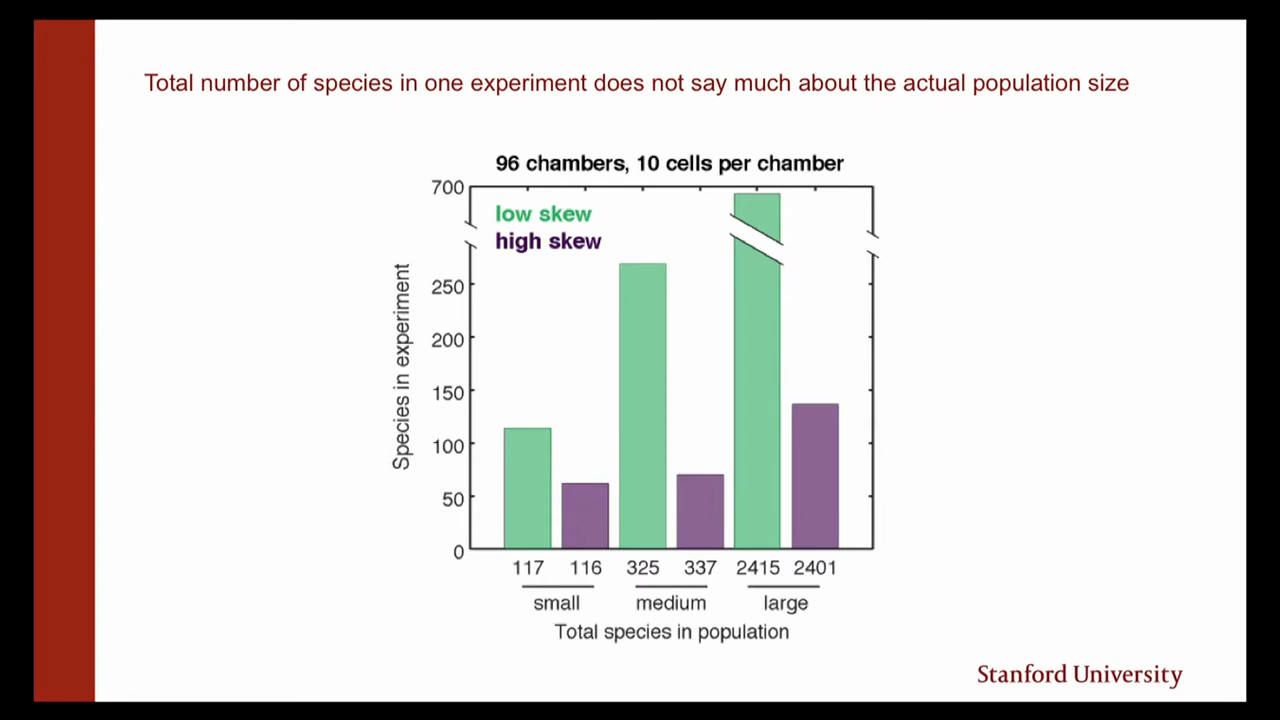 Total number of species in one experiment does not say much about the actual population size
96 chambers, 10 cells per chamber
low skew
high skew
Species in experiment
700
250
200
150
100
50
0
117 116 325 337 2415 2401
small medium large
Total species in population
Stanford University